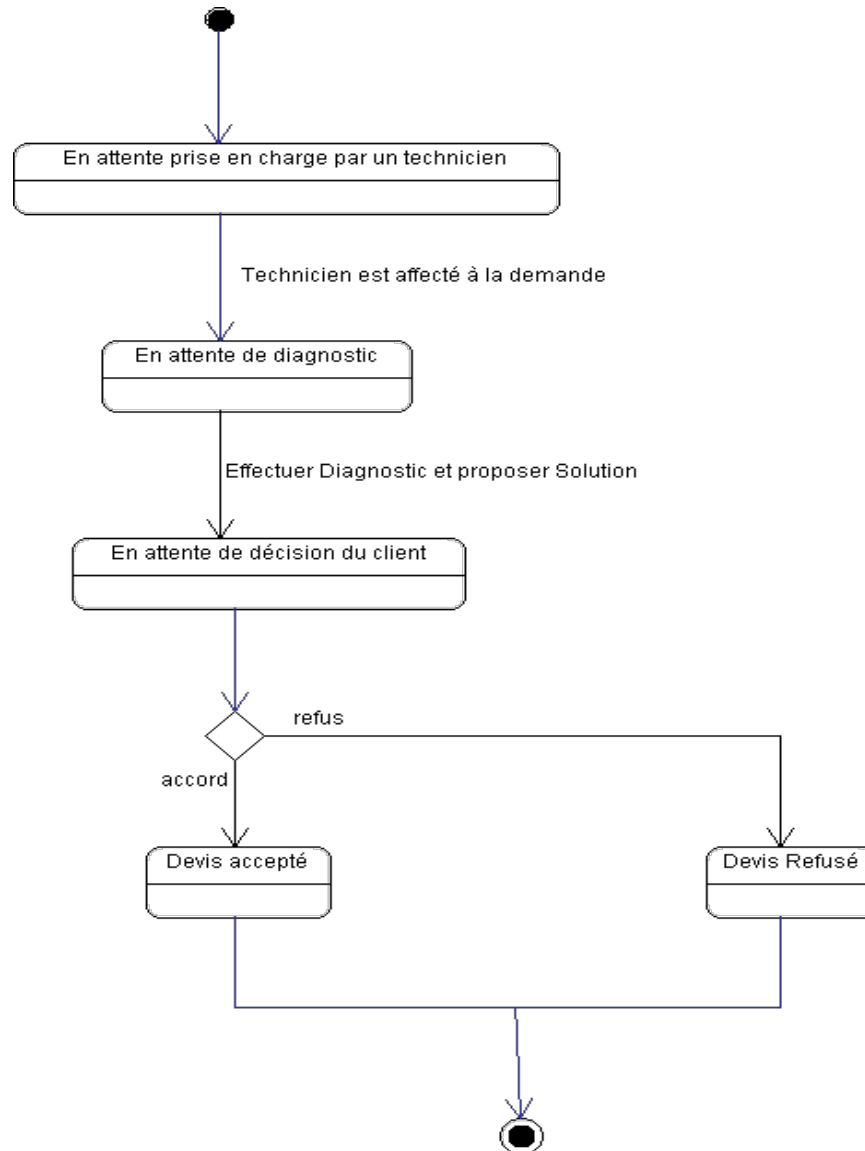 En attente prise en charge par un technicien
Technicien est affecté à la demande
En attente de diagnostic
Effectuer Diagnostic et proposer Solution
En attente de décision du client
refus
accord
Devis accepté
Devis Refusé